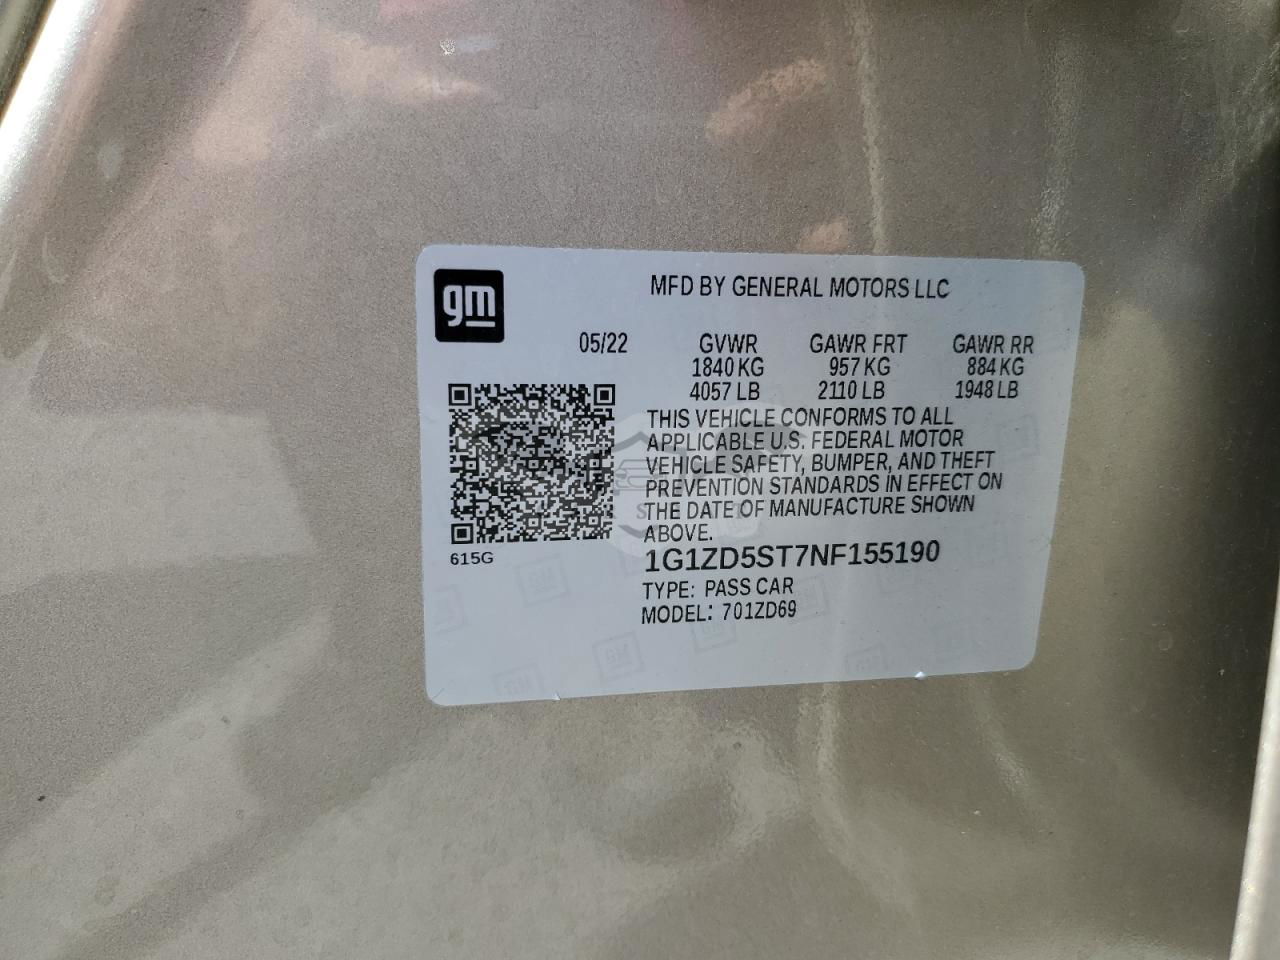 gm
MFD BY GENERAL MOTORS LLC
05/22 GVWR GAWR FRT GAWR RR
1840 KG 957 KG 884 KG
4057 LB 2110 LB 1948 LB
THIS VEHICLE CONFORMS TO ALL
APPLICABLE U.S. FEDERAL MOTOR
VEHICLE SAFETY, BUMPER, AND THEFT
PREVENTION STANDARDS IN EFFECT ON
THE DATE OF MANUFACTURE SHOWN
ABOVE.
615G
1G1ZD5ST7NF155190
TYPE: PASS CAR
MODEL: 701ZD69